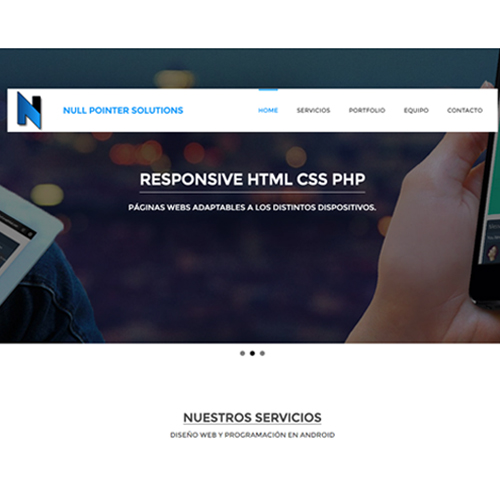 NULL POINTER SOLUTIONS
HOME SERVICIOS PORTFOLIO EQUIPO CONTACTO
RESPONSIVE HTML CSS PHP
PÁGINAS WEBS ADAPTABLES A LOS DISTINTOS DISPOSITIVOS.
NUESTROS SERVICIOS
DISEÑO WEB Y PROGRAMACIÓN EN ANDROID